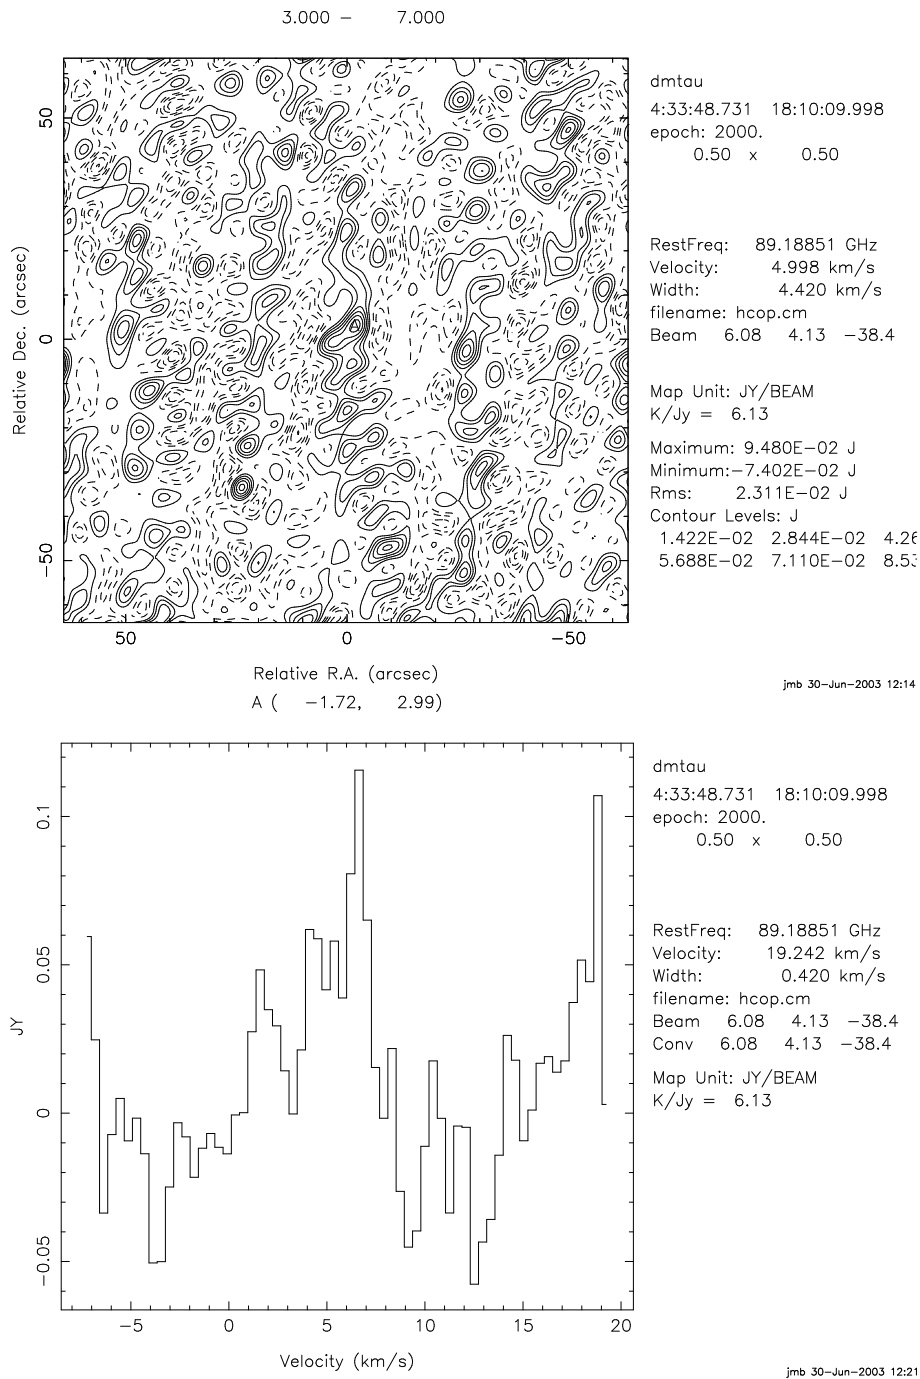 3.000 − 7.000
dmtau
4:33:48.731 18:10:09.998
epoch: 2000.
0.50 x 0.50
RestFreq: 89.18851 GHz
Velocity: 4.998 km/s
Width: 4.420 km/s
filename: hcop.cm
Beam 6.08 4.13 −38.4
Map Unit: JY/BEAM
K/Jy = 6.13
Maximum: 9.480E−02 J
Minimum:−7.402E−02 J
Rms: 2.311E−02 J
Contour Levels: J
1.422E−02 2.844E−02 4.26
5.688E−02 7.110E−02 8.53
Relative Dec. (arcsec)
50
0
−50
50 0 −50
Relative R.A. (arcsec)
jmb 30−Jun−2003 12:14
A ( −1.72, 2.99)
dmtau
4:33:48.731 18:10:09.998
epoch: 2000.
0.50 x 0.50
RestFreq: 89.18851 GHz
Velocity: 19.242 km/s
Width: 0.420 km/s
filename: hcop.cm
Beam 6.08 4.13 −38.4
Conv 6.08 4.13 −38.4
Map Unit: JY/BEAM
K/Jy = 6.13
JY
0.1
0.05
0
−0.05
−5 0 5 10 15 20
Velocity (km/s)
jmb 30−Jun−2003 12:21